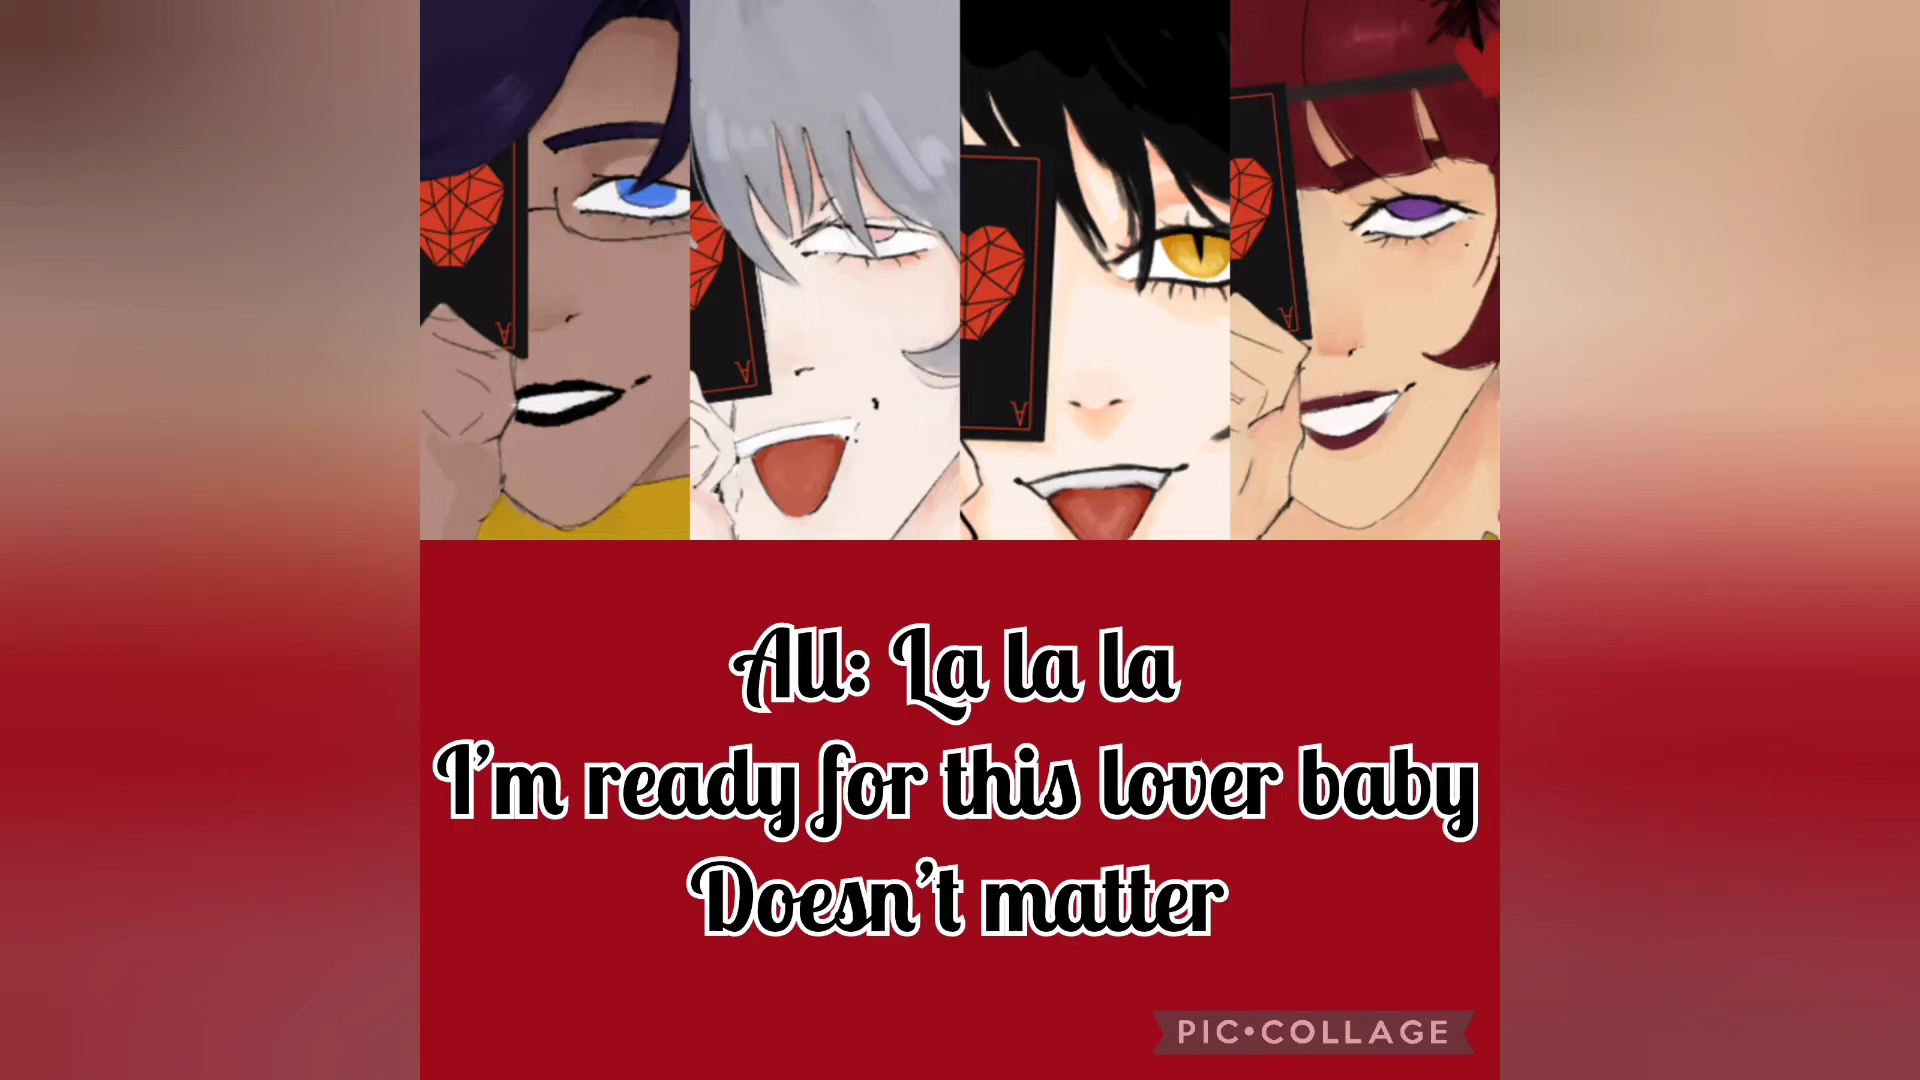 A
A
A
A
All: La la la
I'm ready for this lover baby
Doesn't matter
PIC•COLLAGE